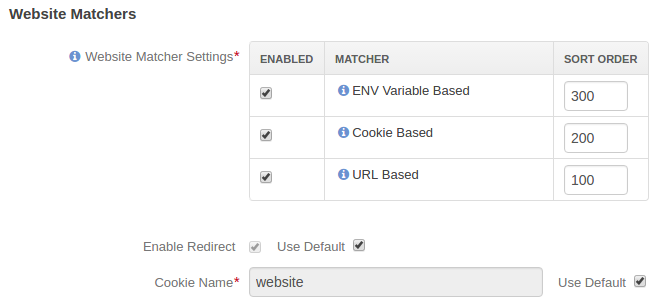 Website Matchers
Website Matcher Settings* ENABLED MATCHER SORT ORDER
ENV Variable Based 300
Cookie Based 200
URL Based 100
Enable Redirect Use Default
Cookie Name* website Use Default